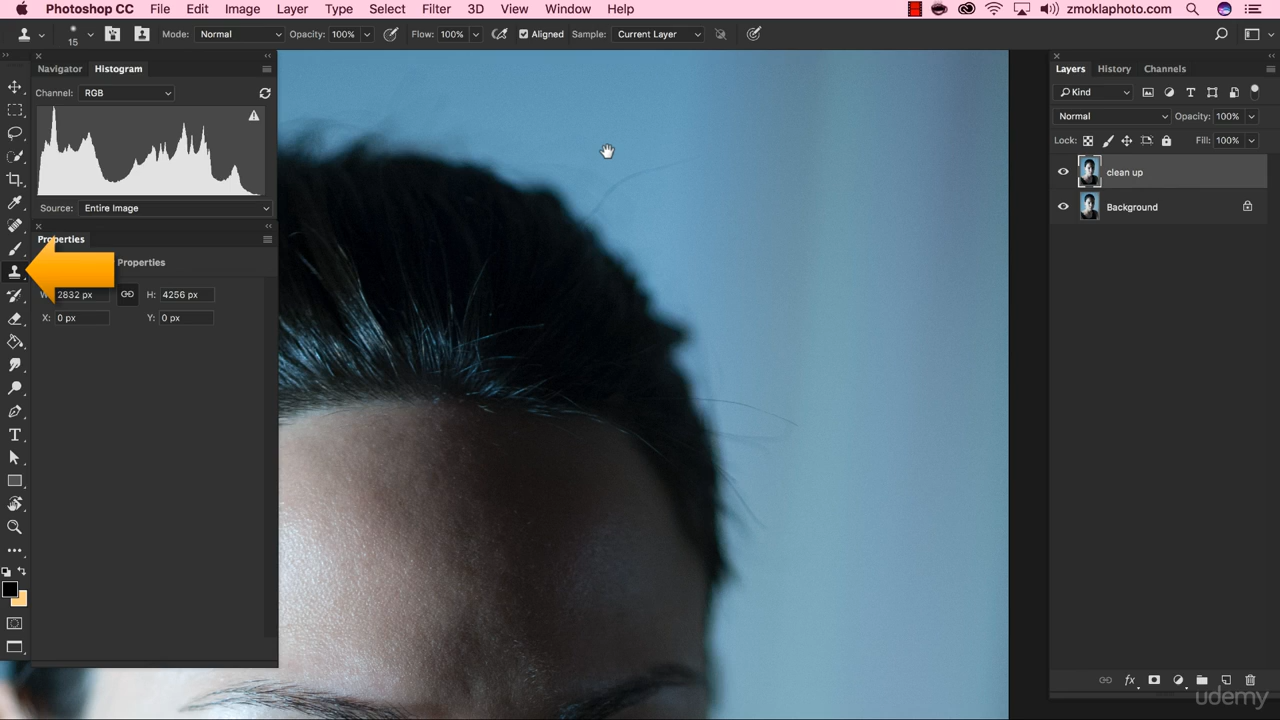 Photoshop CC File Edit Image Layer Type Select Filter 3D View Window Help zmoklaphoto.com
15 Mode: Normal Opacity: 100% Flow: 100% Aligned Sample: Current Layer
Navigator Histogram
Channel: RGB
Source: Entire Image
Properties
Properties
W: 2832 px H: 4256 px
X: 0 px Y: 0 px
Layers History Channels
Kind
Normal Opacity: 100%
Lock: Fill: 100%
clean up
Background
fx
udemy